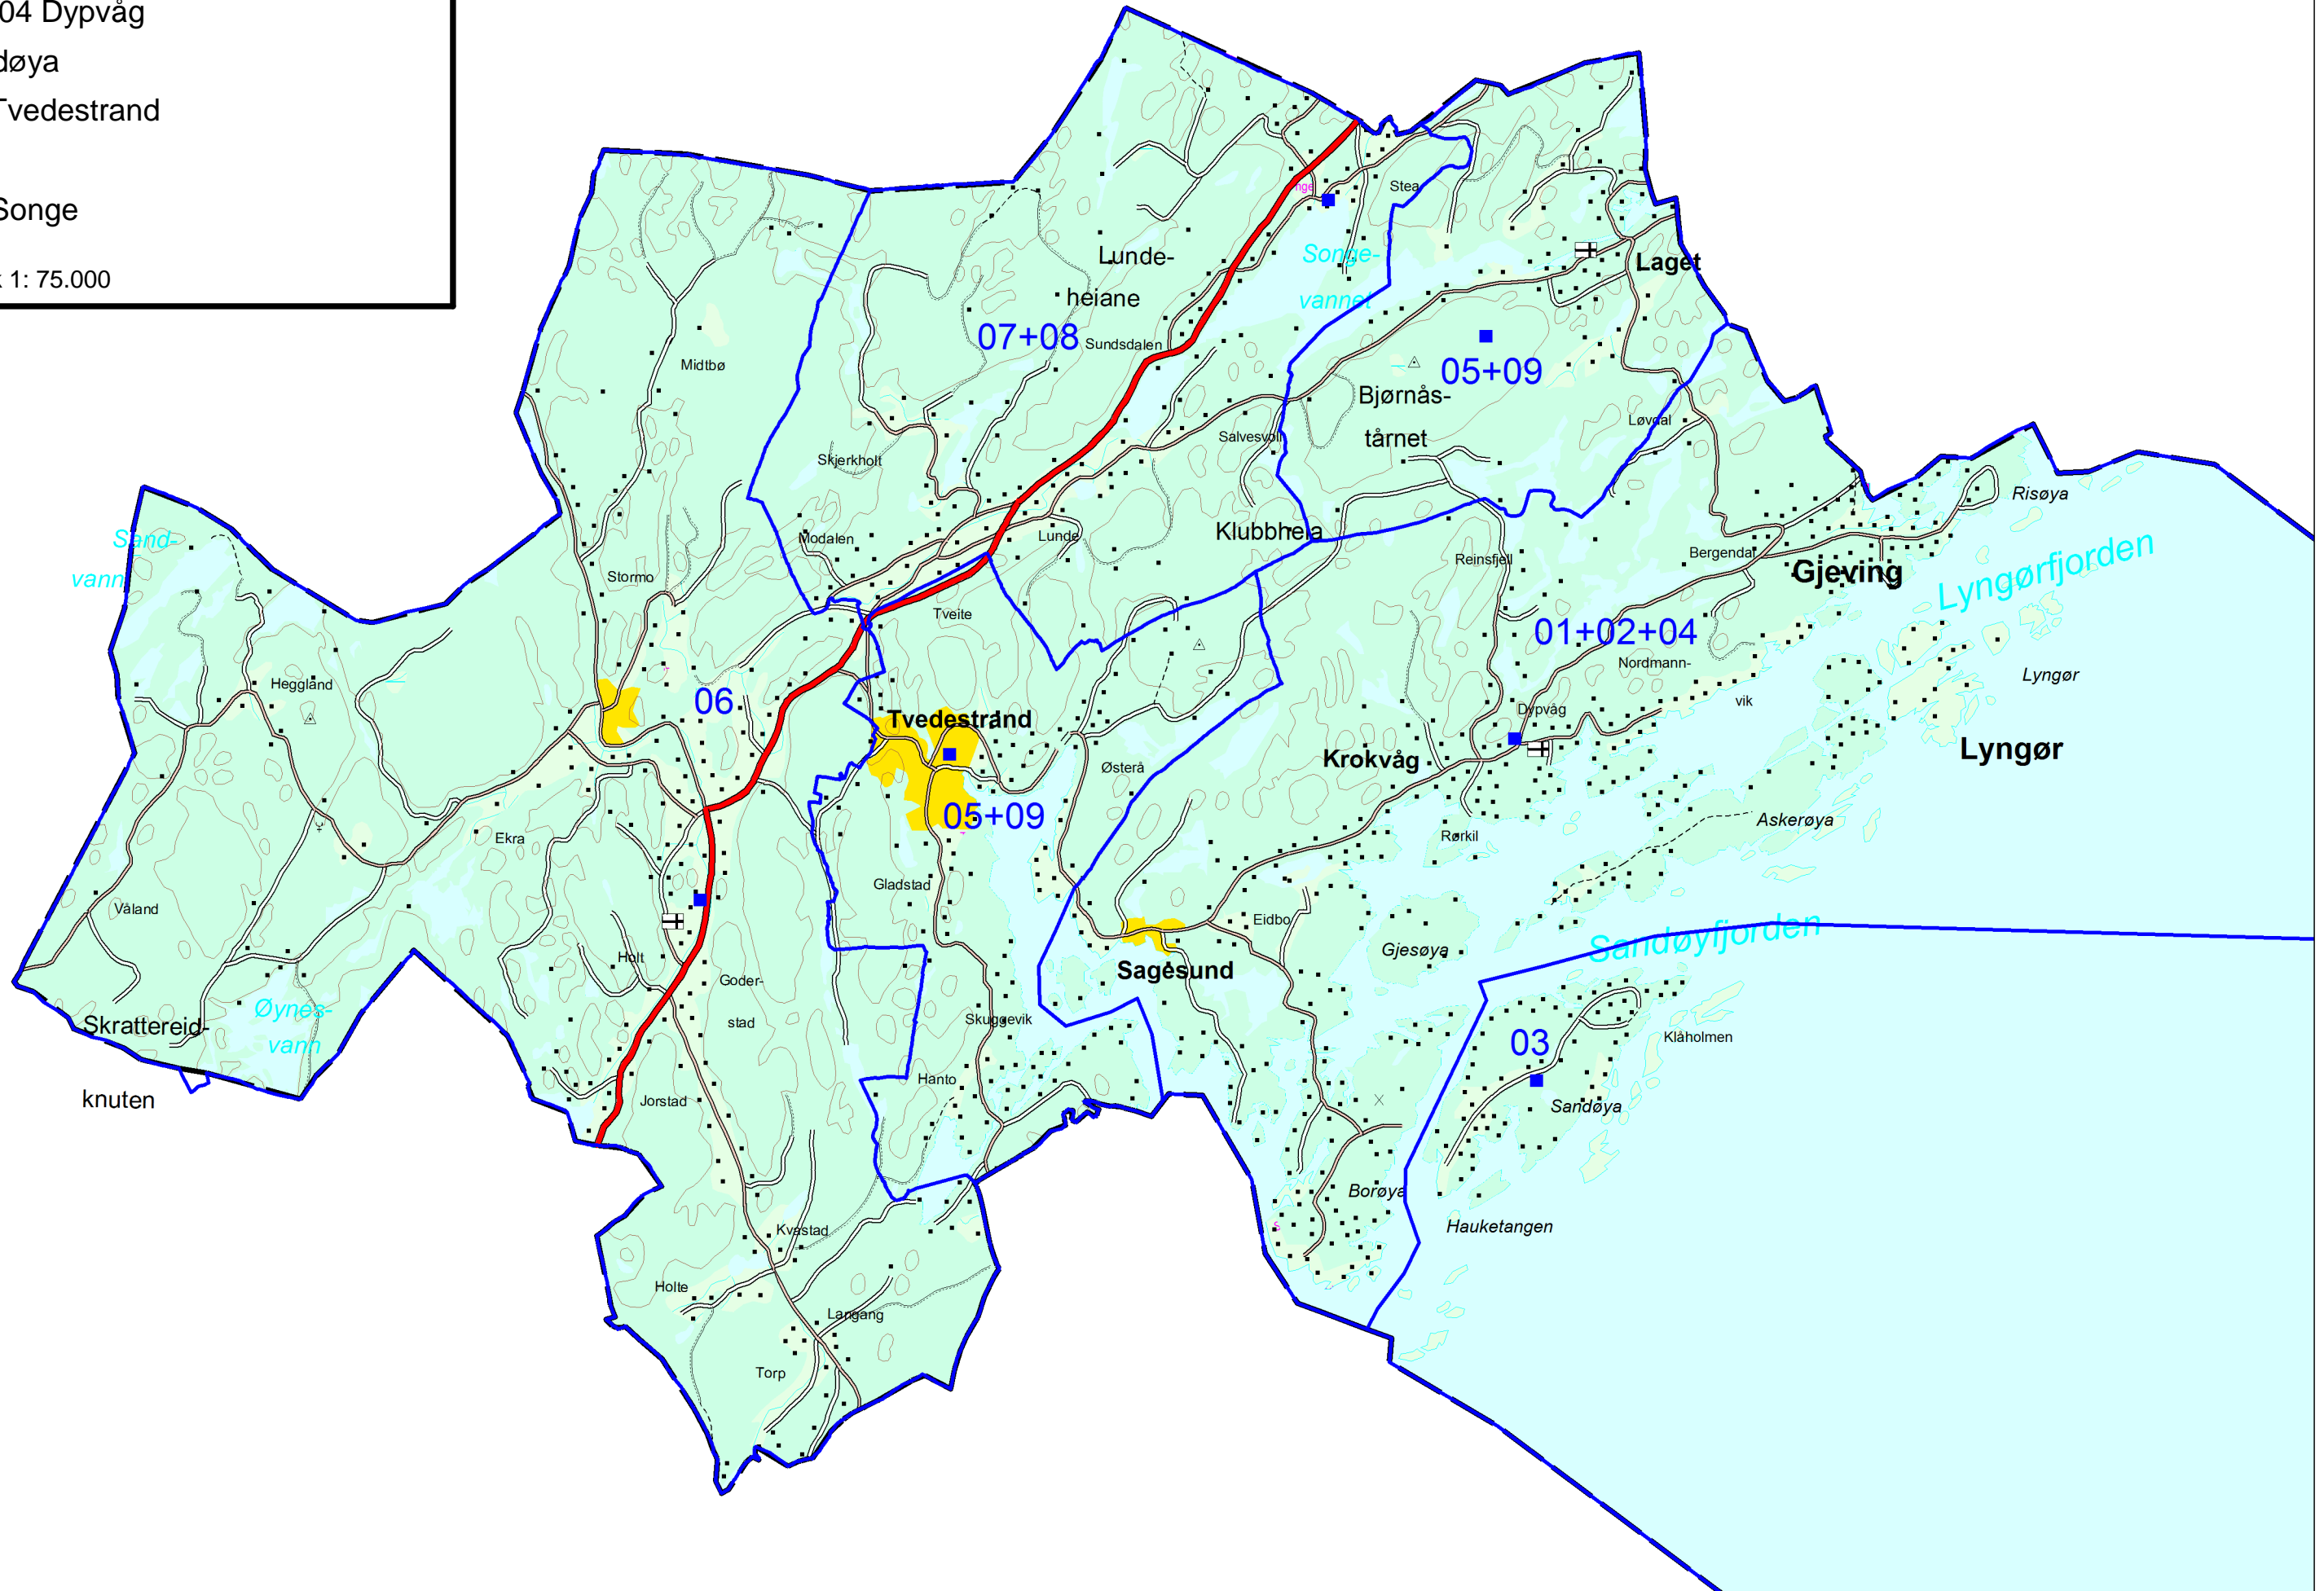 04 Dypvåg
døya
Tvedestrand
Songe
1: 75.000
Stea
Songe-
vannet
Laget
Lunde-
heiane
07+08
Sundsdalen
05+09
Bjørnås-
tårnet
Midtbø
Løvdal
Salvesvoll
Skjerkholt
Risøya
Sand-
vann
Klubbheia
Lunde
Modalen
Reinsfjell
Bergendal
Gjeving
Lyngørfjorden
Stormo
Tveite
01+02+04
Nordmann-
vik
Lyngør
Heggland
06
Tvedestrand
Dypvåg
Krokvåg
Lyngør
Østerå
05+09
Askerøya
Rørkil
Ekra
Gladstad
Våland
Eidbo
Gjesøya
Sandøyfjorden
Holt
Goder-
stad
Sagesund
Skuggevik
Øynes-
vann
Skrattereid-
knuten
03
Klåholmen
Hanto
Jorstad
Sandøya
Borøya
Hauketangen
Kvastad
Holte
Langang
Torp